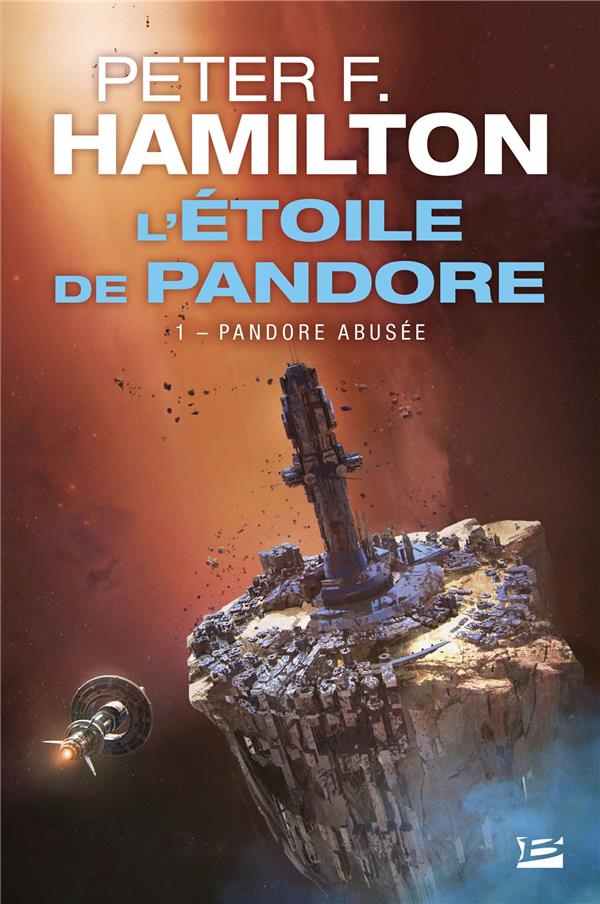 PETER F.
HAMILTON
L'ÉTOILE
DE PANDORE
1 – PANDORE ABUSÉE
B